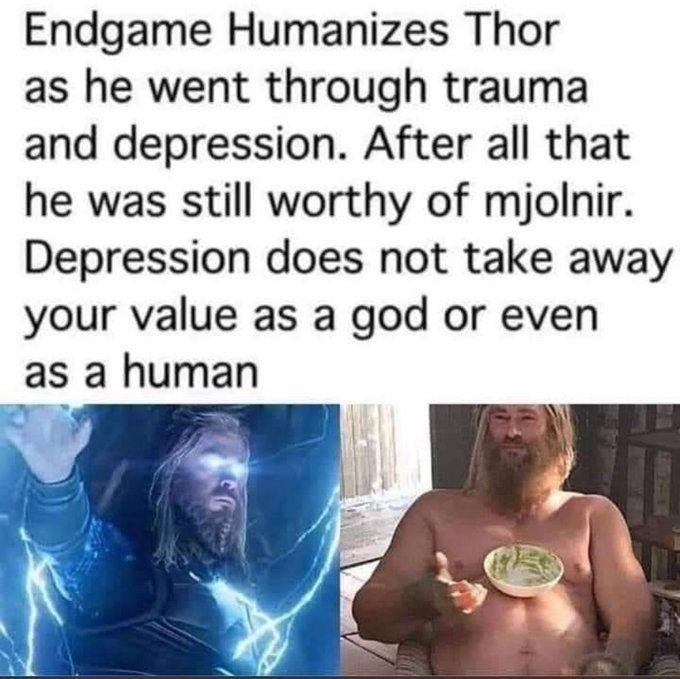 Endgame Humanizes Thor
as he went through trauma
and depression. After all that
he was still worthy of mjolnir.
Depression does not take away
your value as a god or even
as a human